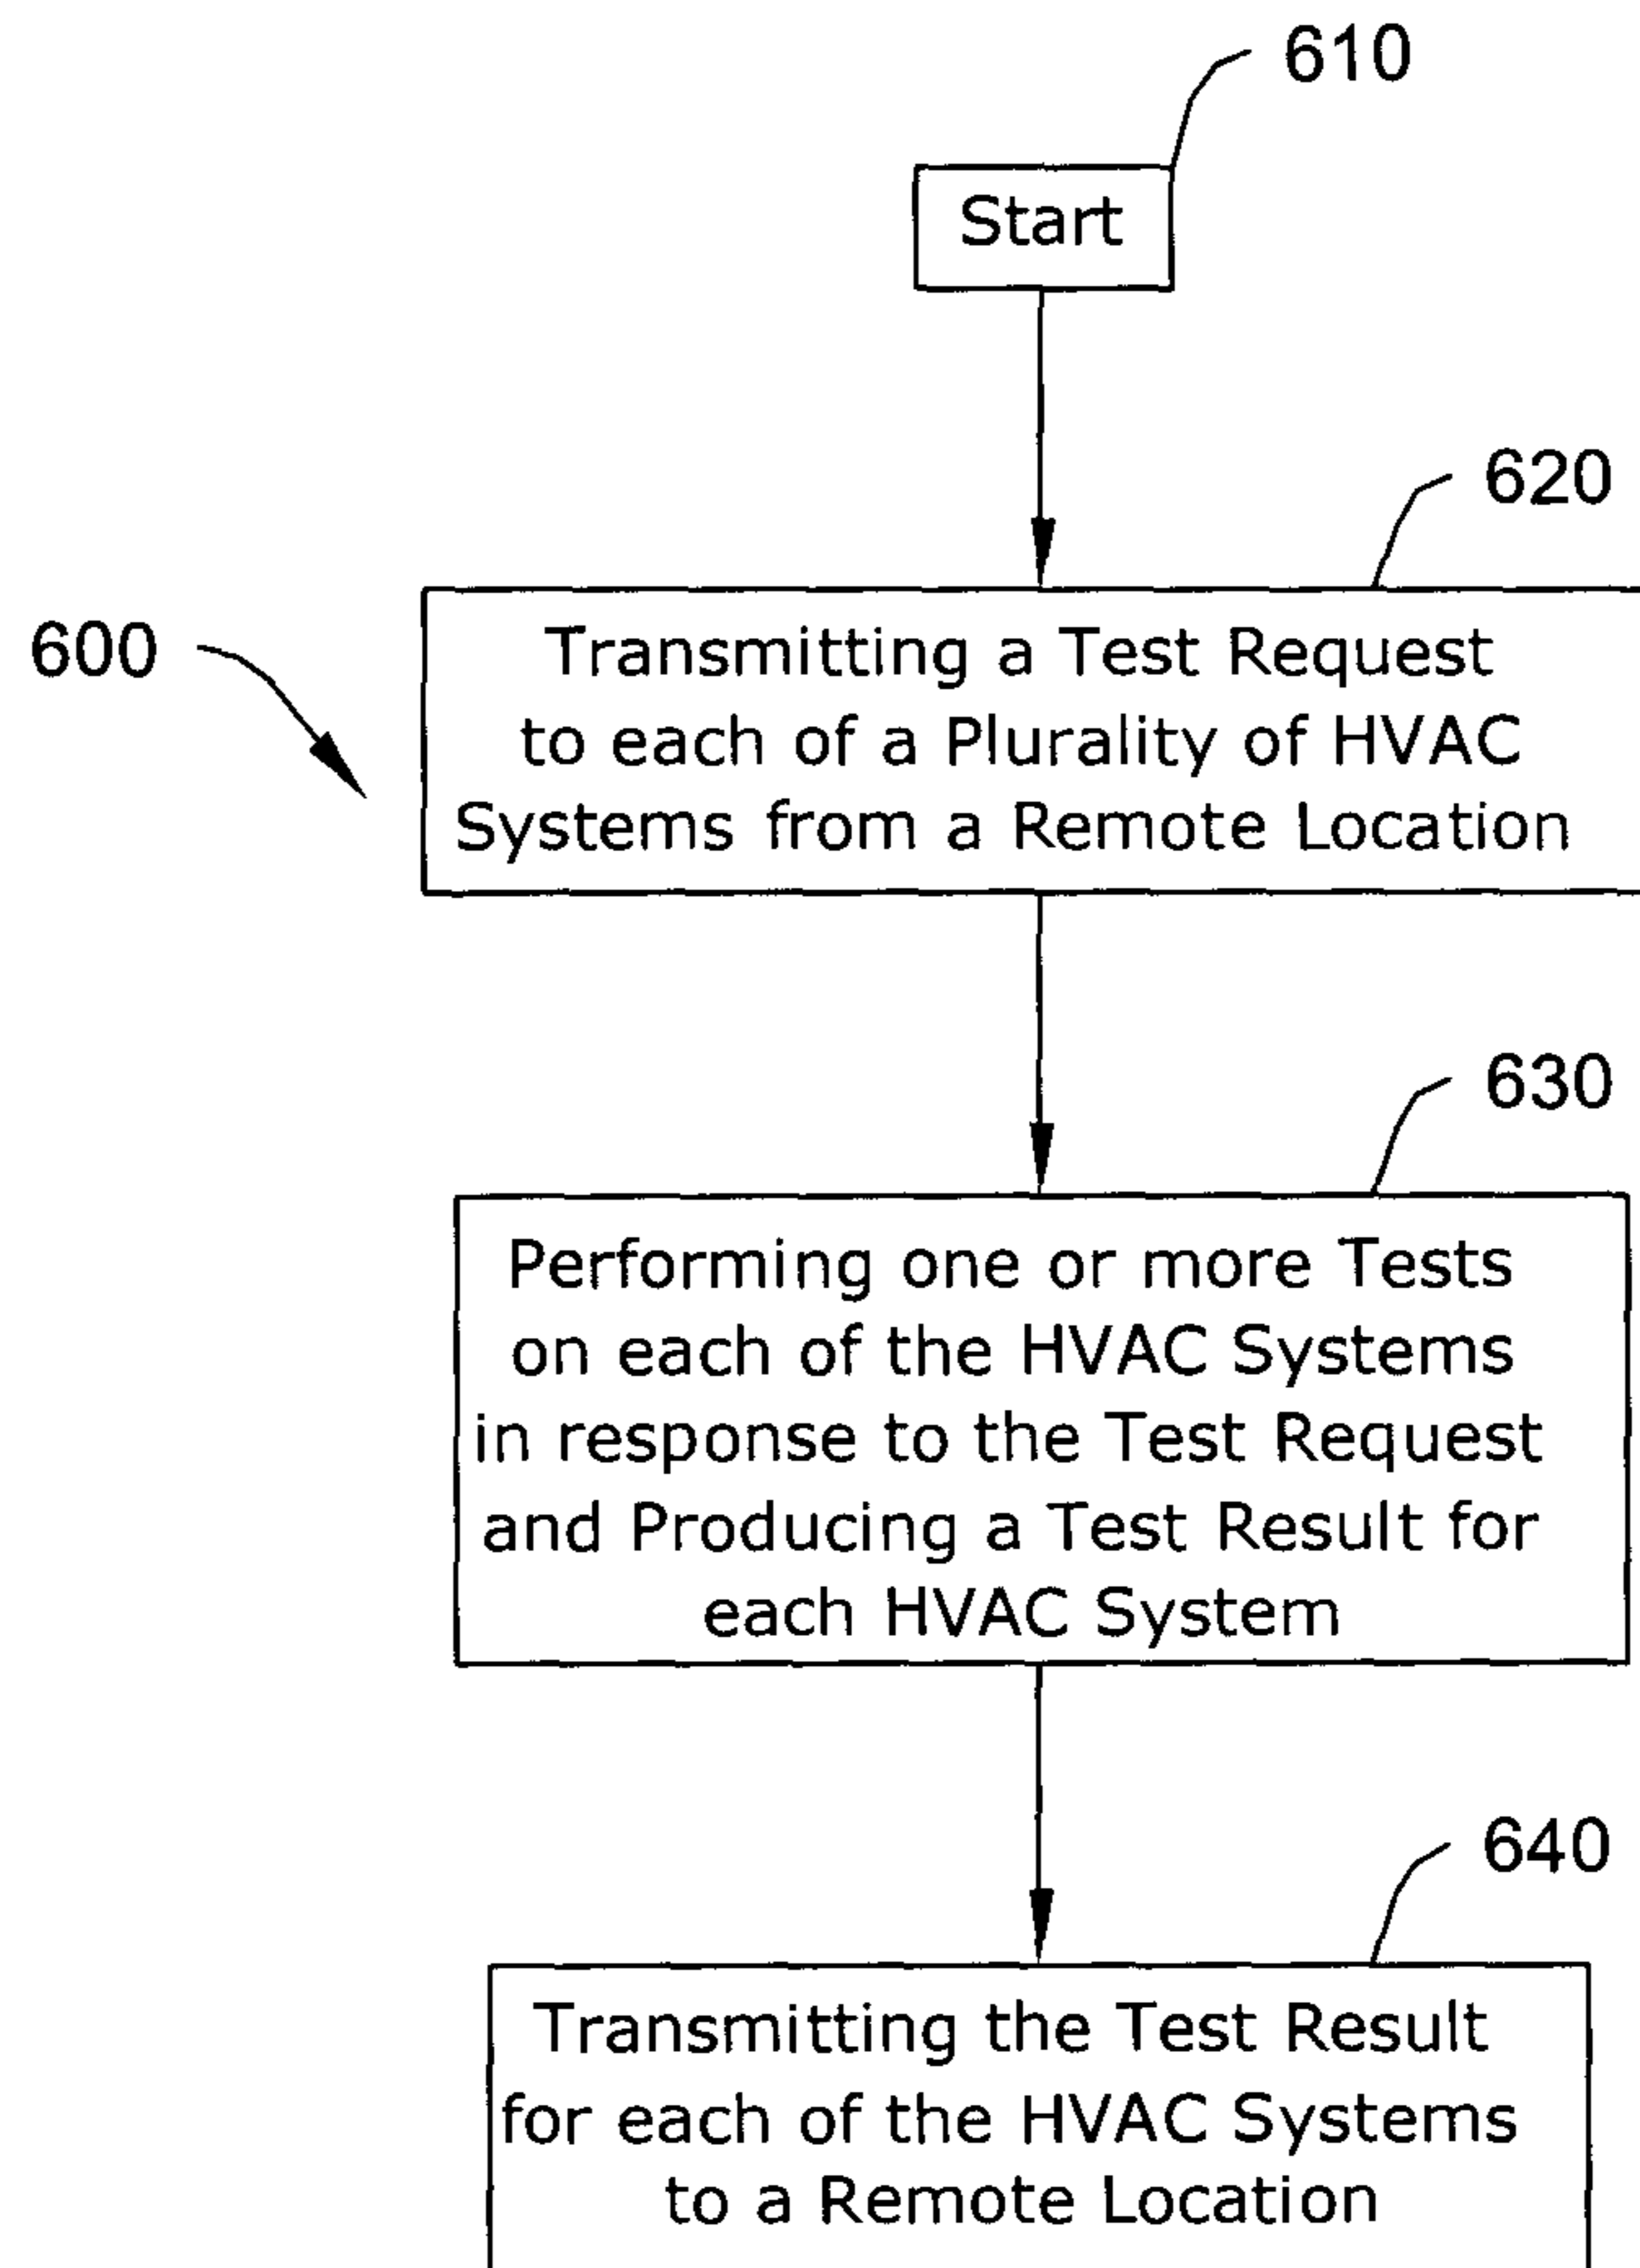 610
Start
620
600
Transmitting a Test Request
to each of a Plurality of HVAC
Systems from a Remote Location
630
Performing one or more Tests
on each of the HVAC Systems
in response to the Test Request
and Producing a Test Result for
each HVAC System
640
Transmitting the Test Result
for each of the HVAC Systems
to a Remote Location